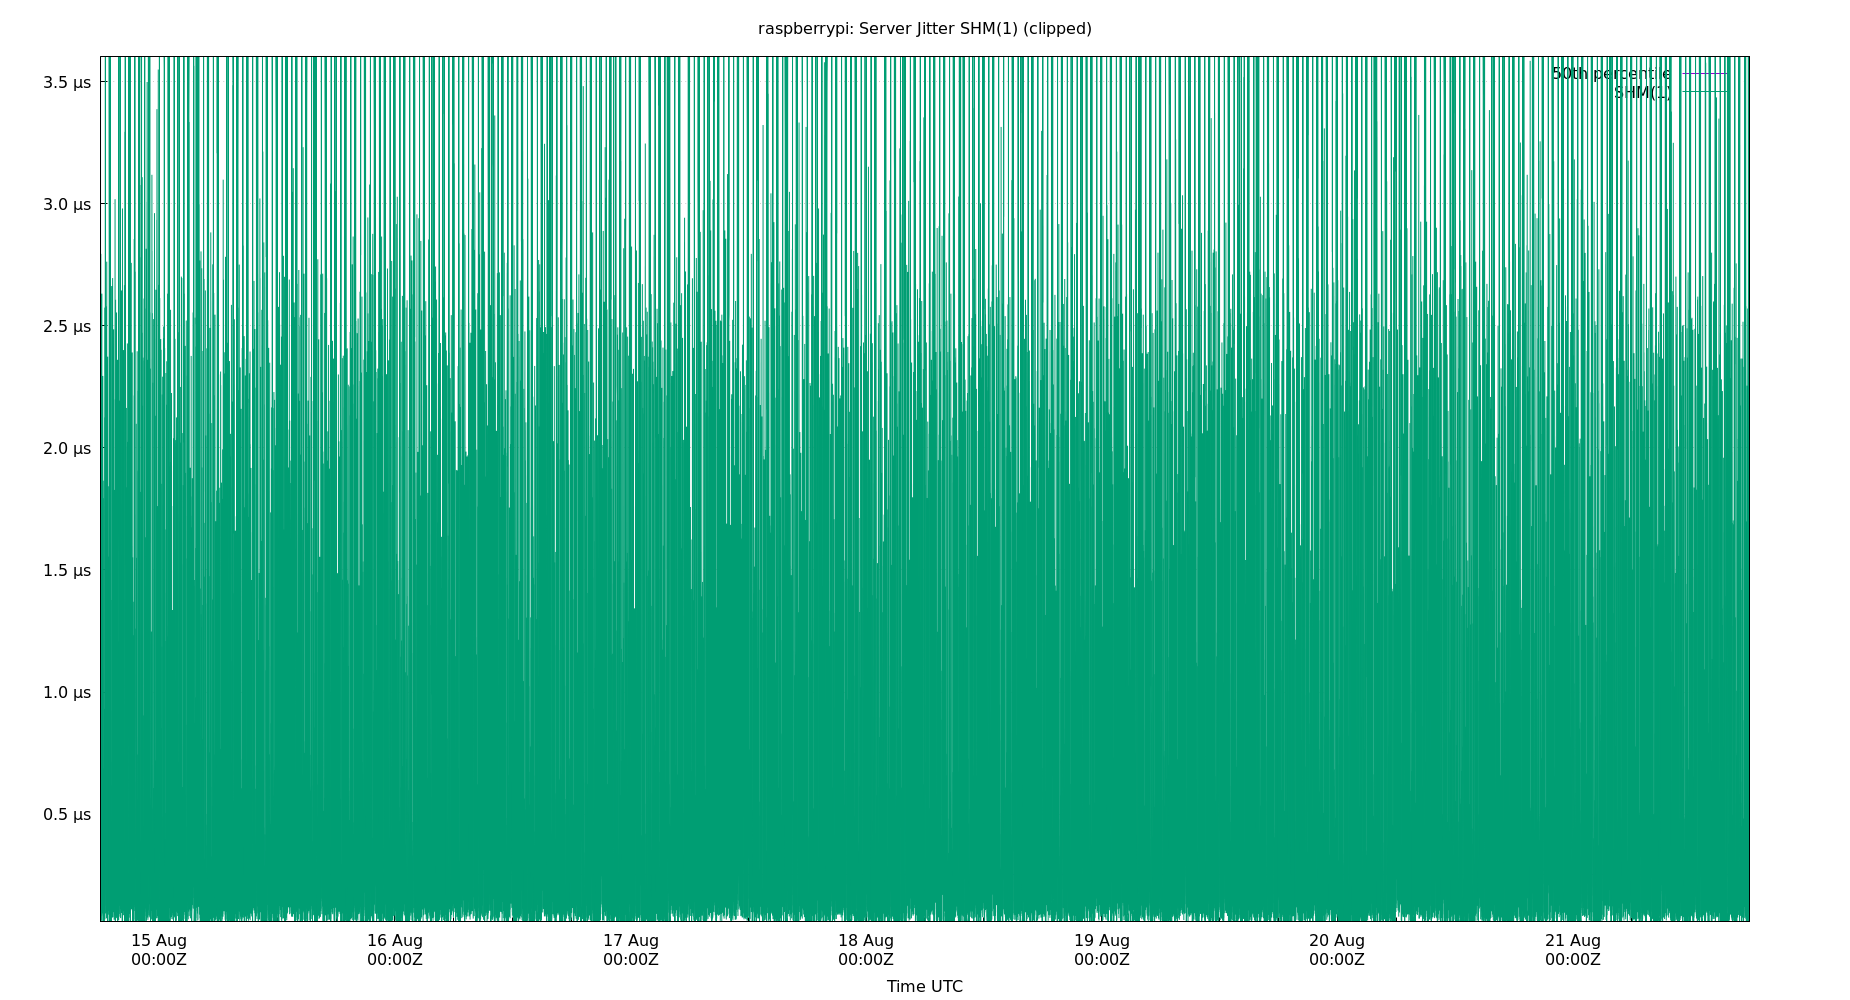 raspberrypi: Server Jitter SHM(1) (clipped)
3.5 µs
50th percentile
SHM(1)
3.0 µs
2.5 µs
2.0 µs
1.5 µs
1.0 µs
0.5 µs
15 Aug 16 Aug 17 Aug 18 Aug 19 Aug 20 Aug 21 Aug
00:00Z 00:00Z 00:00Z 00:00Z 00:00Z 00:00Z 00:00Z
Time UTC